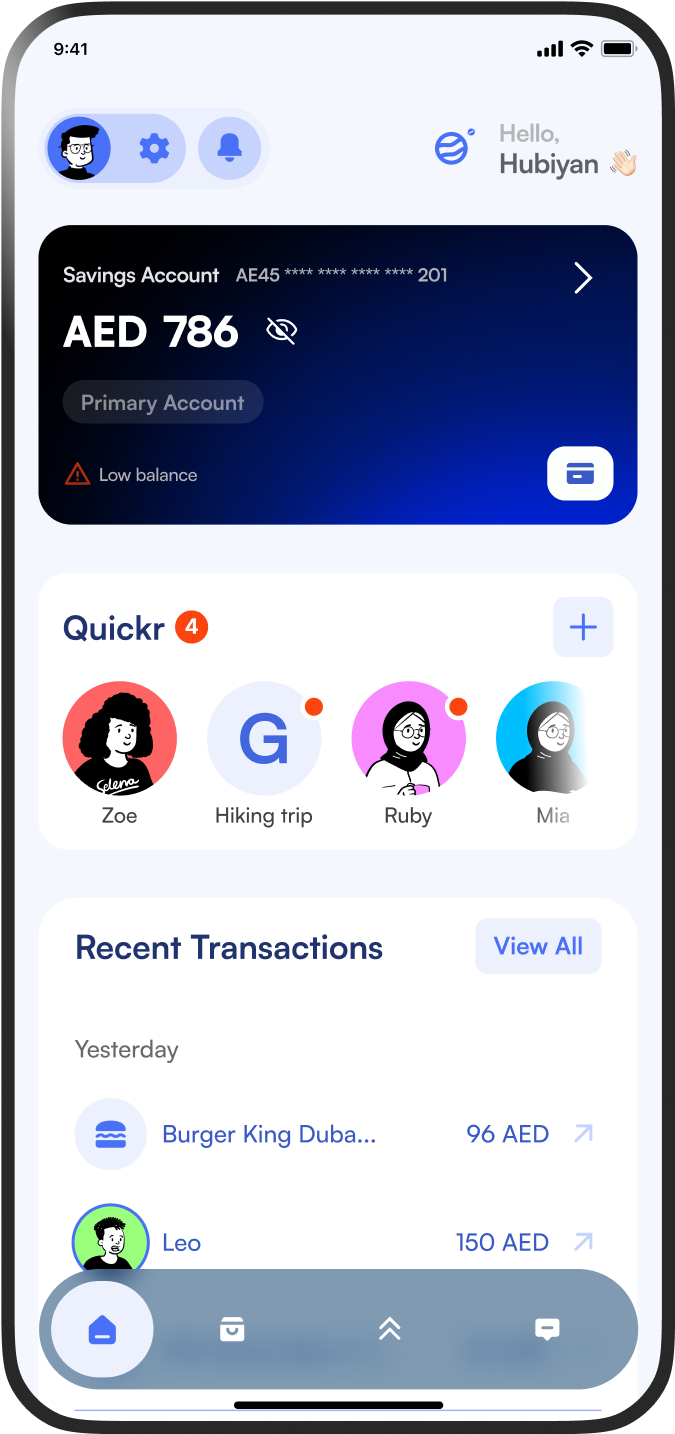 9:41
Hello,
Hubiyan 👋🏻
Savings Account AE45 **** **** **** **** 201
AED 786
Primary Account
Low balance
Quickr 4
G
Selena
Zoe Hiking trip Ruby Mia
Recent Transactions View All
Yesterday
Burger King Duba... 96 AED
Leo 150 AED